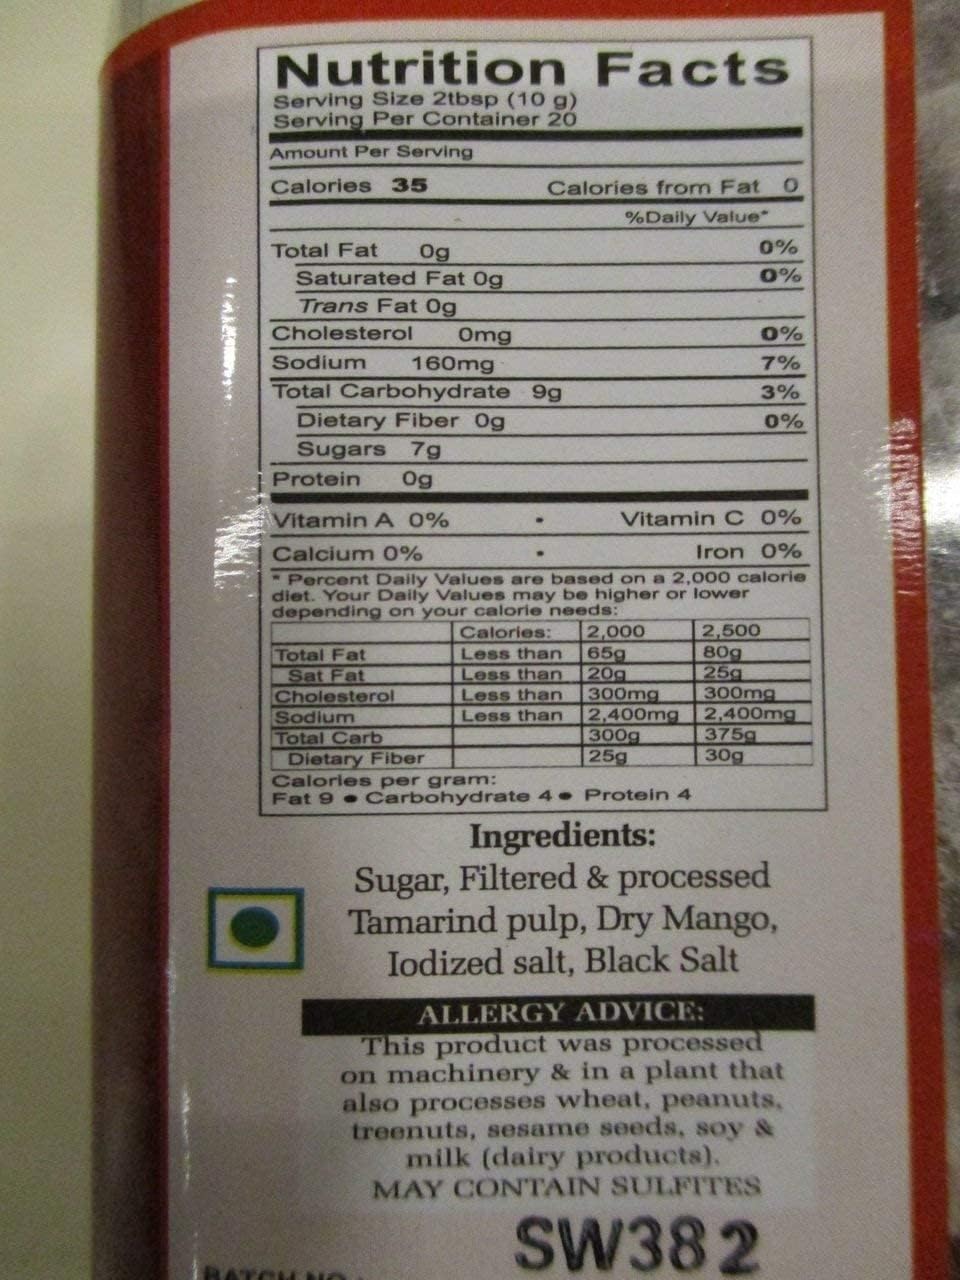 Nutrition Facts
Serving Size 2tbsp (10 g)
Serving Per Container 20
Amount Per Serving
Calories 35 Calories from Fat 0
%Daily Value*
Total Fat 0g 0%
Saturated Fat 0g 0%
Trans Fat 0g
Cholesterol 0mg 0%
Sodium 160mg 7%
Total Carbohydrate 9g 3%
Dietary Fiber 0g 0%
Sugars 7g
Protein 0g
Vitamin A 0% • Vitamin C 0%
Calcium 0% • Iron 0%
* Percent Daily Values are based on a 2,000 calorie
diet. Your Daily Values may be higher or lower
depending on your calorie needs:
Calories: 2,000 2,500
Total Fat Less than 65g 80g
Sat Fat Less than 20g 25g
Cholesterol Less than 300mg 300mg
Sodium Less than 2,400mg 2,400mg
Total Carb 300g 375g
Dietary Fiber 25g 30g
Calories per gram:
Fat 9 • Carbohydrate 4 • Protein 4
Ingredients:
Sugar, Filtered & processed
Tamarind pulp, Dry Mango,
Iodized salt, Black Salt
ALLERGY ADVICE:
This product was processed
on machinery & in a plant that
also processes wheat, peanuts,
treenuts, sesame seeds, soy &
milk (dairy products).
MAY CONTAIN SULFITES
SW382
BATCH NO.